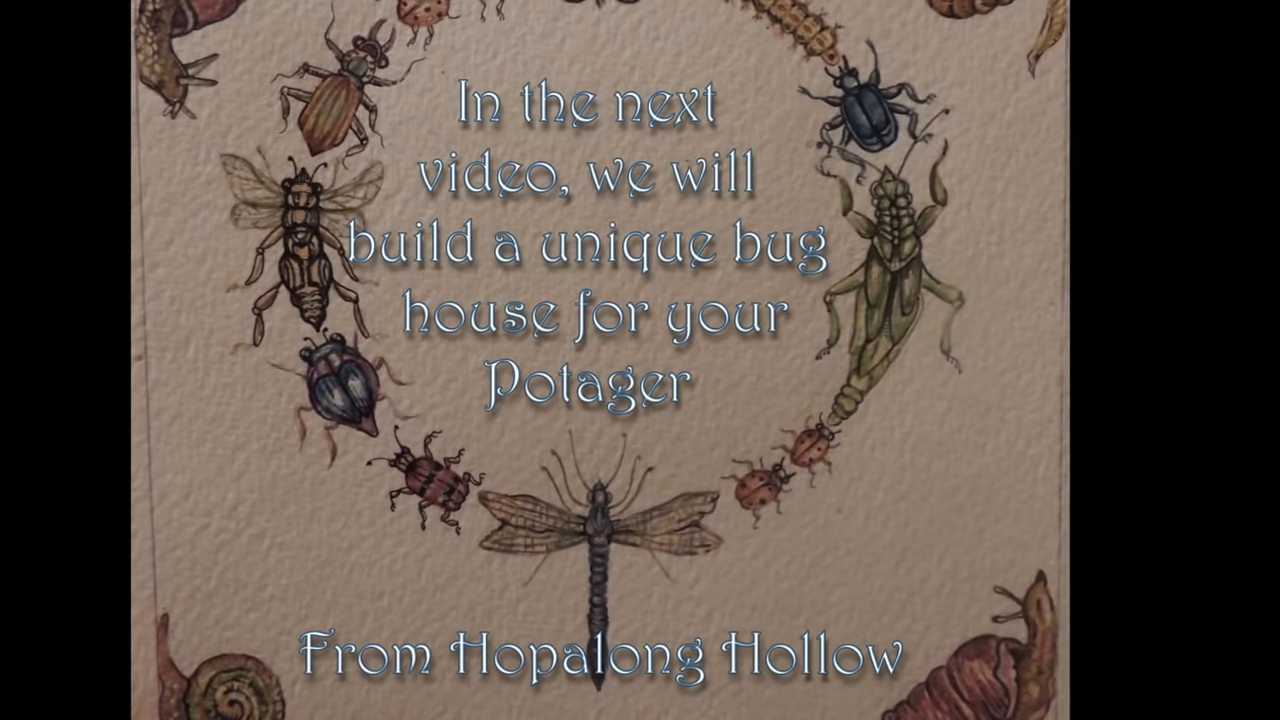 In the next
video, we will
build a unique bug
house for your
Potager
From Hopalong Hollow